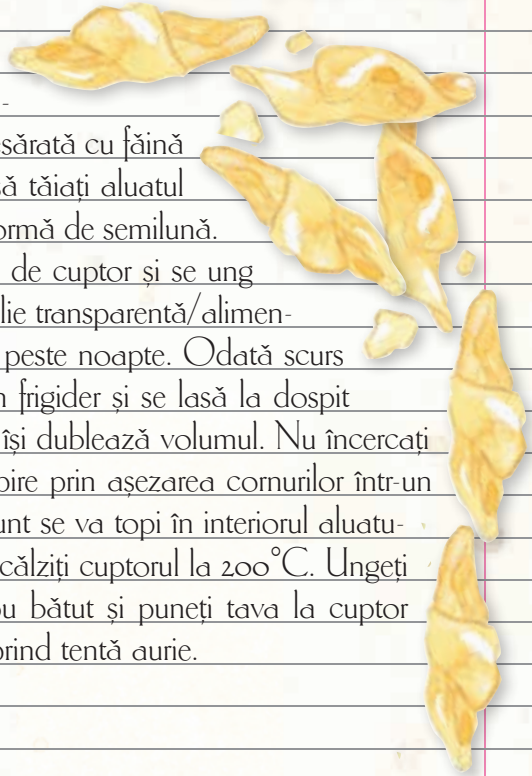 -
sărată cu făină
să tăiați aluatul
ormă de semilună.
de cuptor și se ung
lie transparentă/alimen-
peste noapte. Odată scurs
frigider și se lasă la dospit
își dublează volumul. Nu încercați
pire prin așezarea cornurilor într-un
unt se va topi în interiorul aluatu-
călziți cuptorul la 200°C. Ungeți
ou bătut și puneți tava la cuptor
prind tentă aurie.